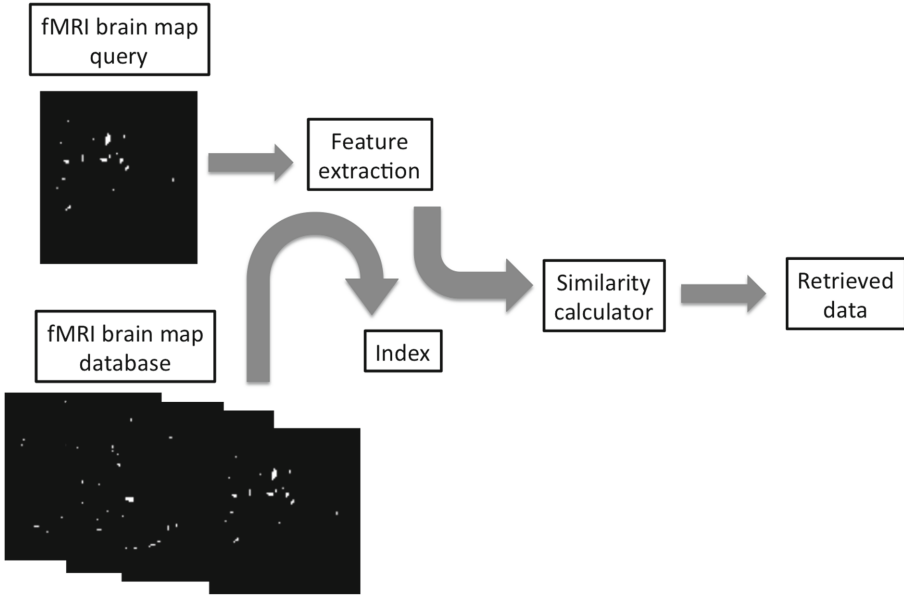 fMRI brain map
query
Feature
extraction
Similarity
calculator
Retrieved
data
fMRI brain map
database
Index